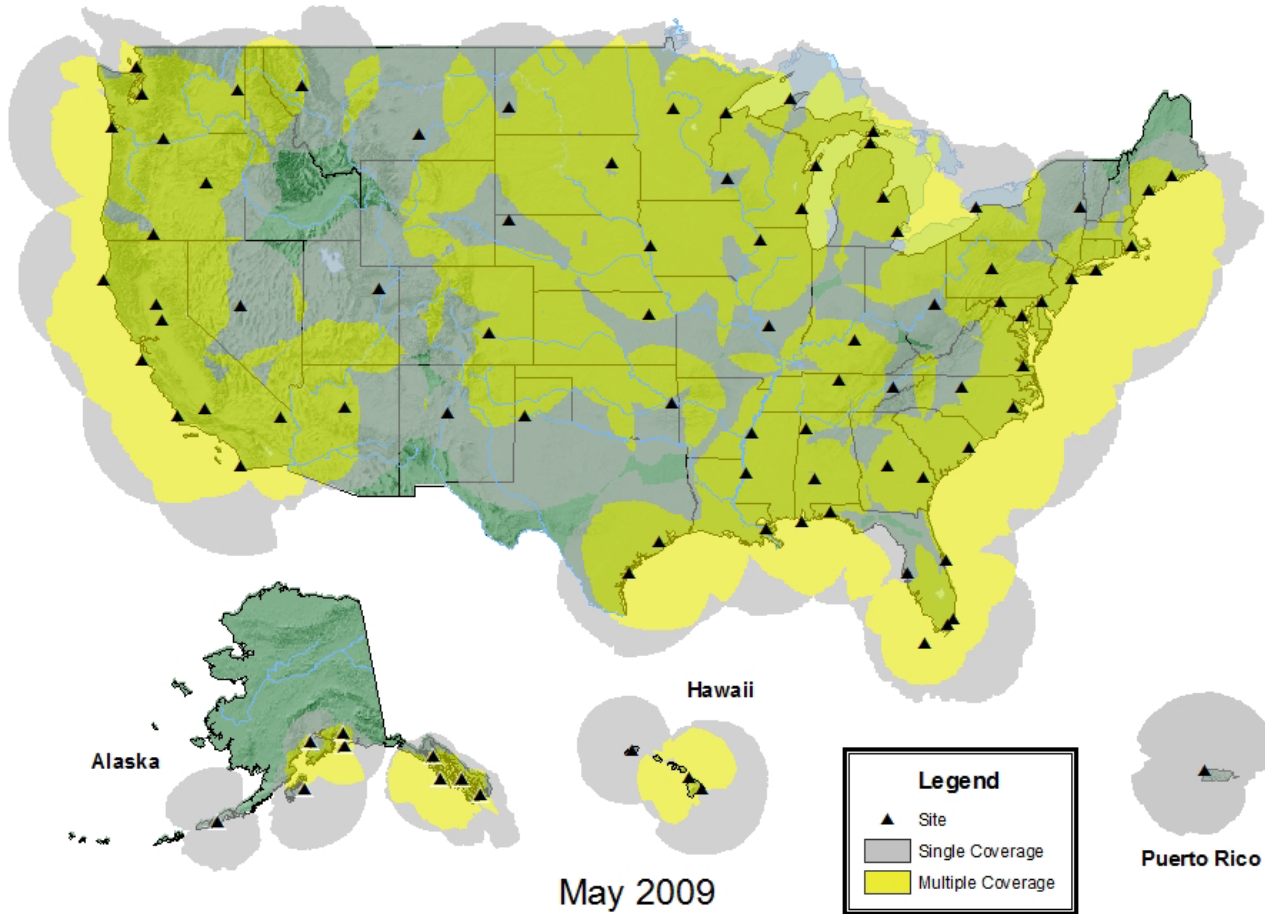 Hawaii
Alaska
Legend
Site
Single Coverage
Multiple Coverage
Puerto Rico
May 2009